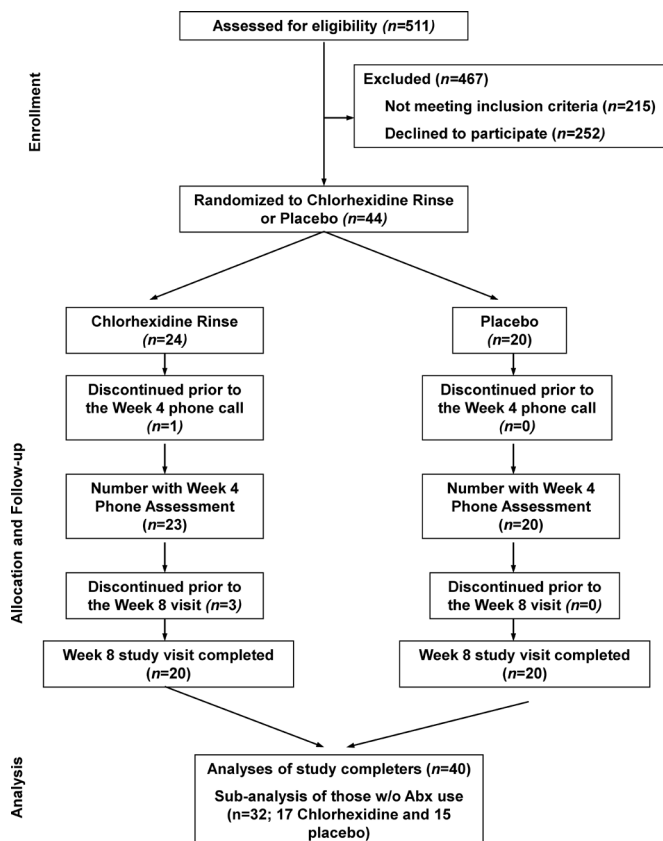 Assessed for eligibility (n=511)
Enrollment
Excluded (n=467)
Not meeting inclusion criteria (n=215)
Declined to participate (n=252)
Randomized to Chlorhexidine Rinse
or Placebo (n=44)
Allocation and Follow-up
Chlorhexidine Rinse
(n=24)
Discontinued prior to
the Week 4 phone call
(n=1)
Number with Week 4
Phone Assessment
(n=23)
Discontinued prior to
the Week 8 visit (n=3)
Week 8 study visit completed
(n=20)
Placebo
(n=20)
Discontinued prior to
the Week 4 phone call
(n=0)
Number with Week 4
Phone Assessment
(n=20)
Discontinued prior to
the Week 8 visit (n=0)
Week 8 study visit completed
(n=20)
Analysis
Analyses of study completers (n=40)
Sub-analysis of those w/o Abx use
(n=32; 17 Chlorhexidine and 15
placebo)